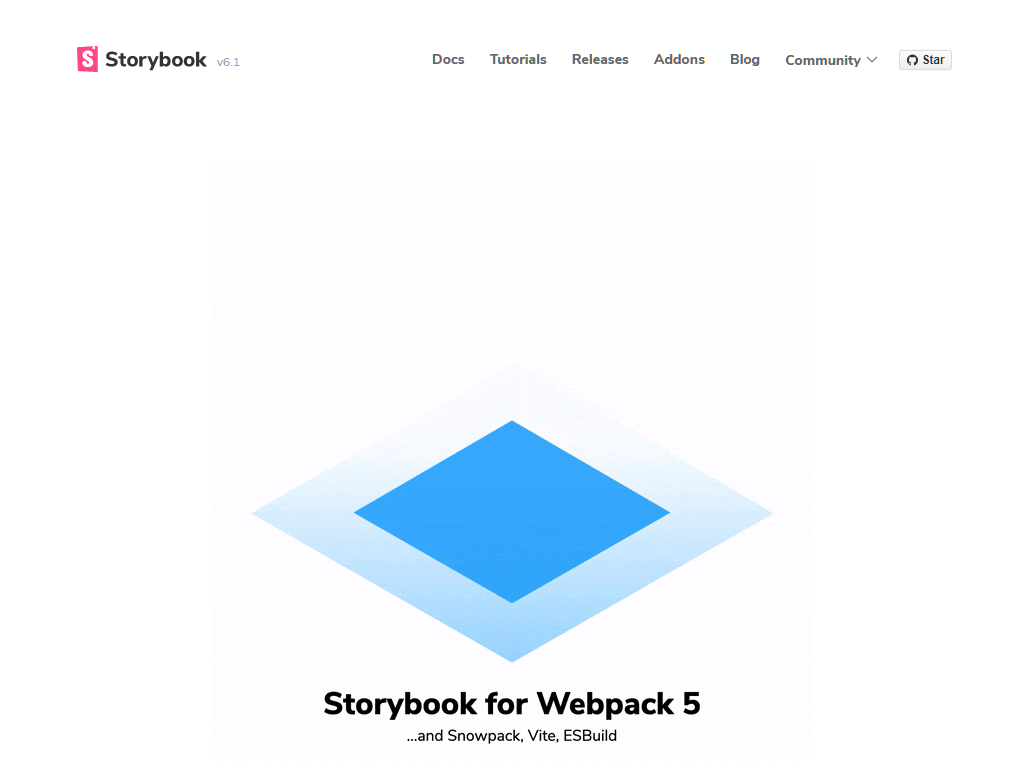 Storybook v6.1
Docs Tutorials Releases Addons Blog Community Star
Storybook for Webpack 5
...and Snowpack, Vite, ESBuild